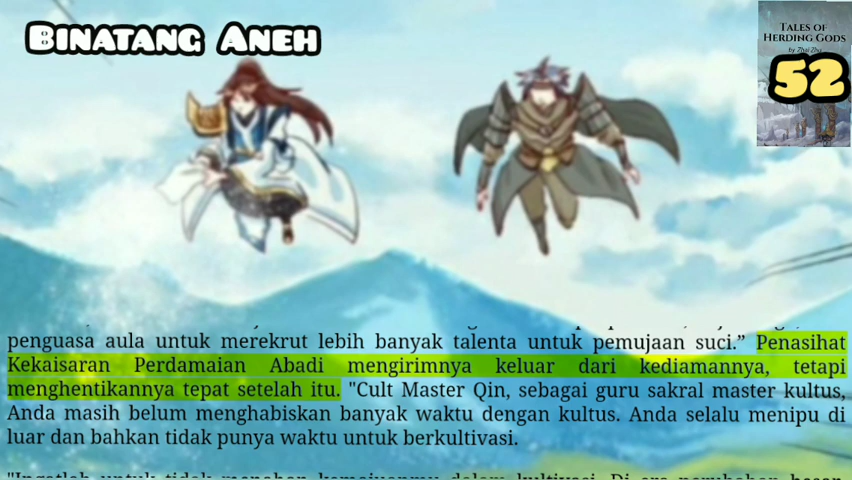 BINATANG ANEH
TALES OF
HERDING GODS
by Zhai Zhu
52
penguasa aula untuk merekrut lebih banyak talenta untuk pemujaan suci.” Penasihat
Kekaisaran Perdamaian Abadi mengirimnya keluar dari kediamannya, tetapi
menghentikannya tepat setelah itu. "Cult Master Qin, sebagai guru sakral master kultus,
Anda masih belum menghabiskan banyak waktu dengan kultus. Anda selalu menipu di
luar dan bahkan tidak punya waktu untuk berkultivasi.